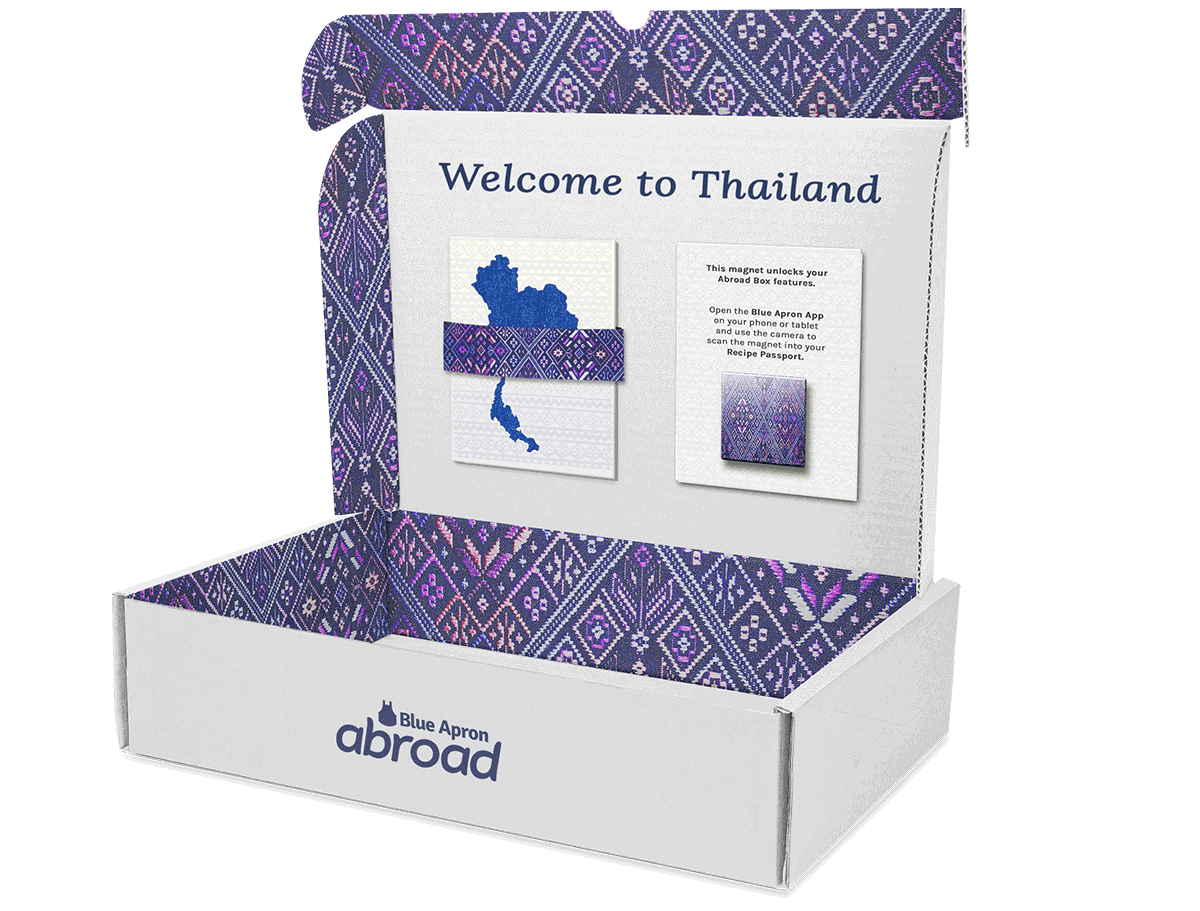 Welcome to Thailand
This magnet unlocks your
Abroad Box features.
Open the Blue Apron App
on your phone or tablet
and use the camera to
scan the magnet into your
Recipe Passport.
Blue Apron
abroad